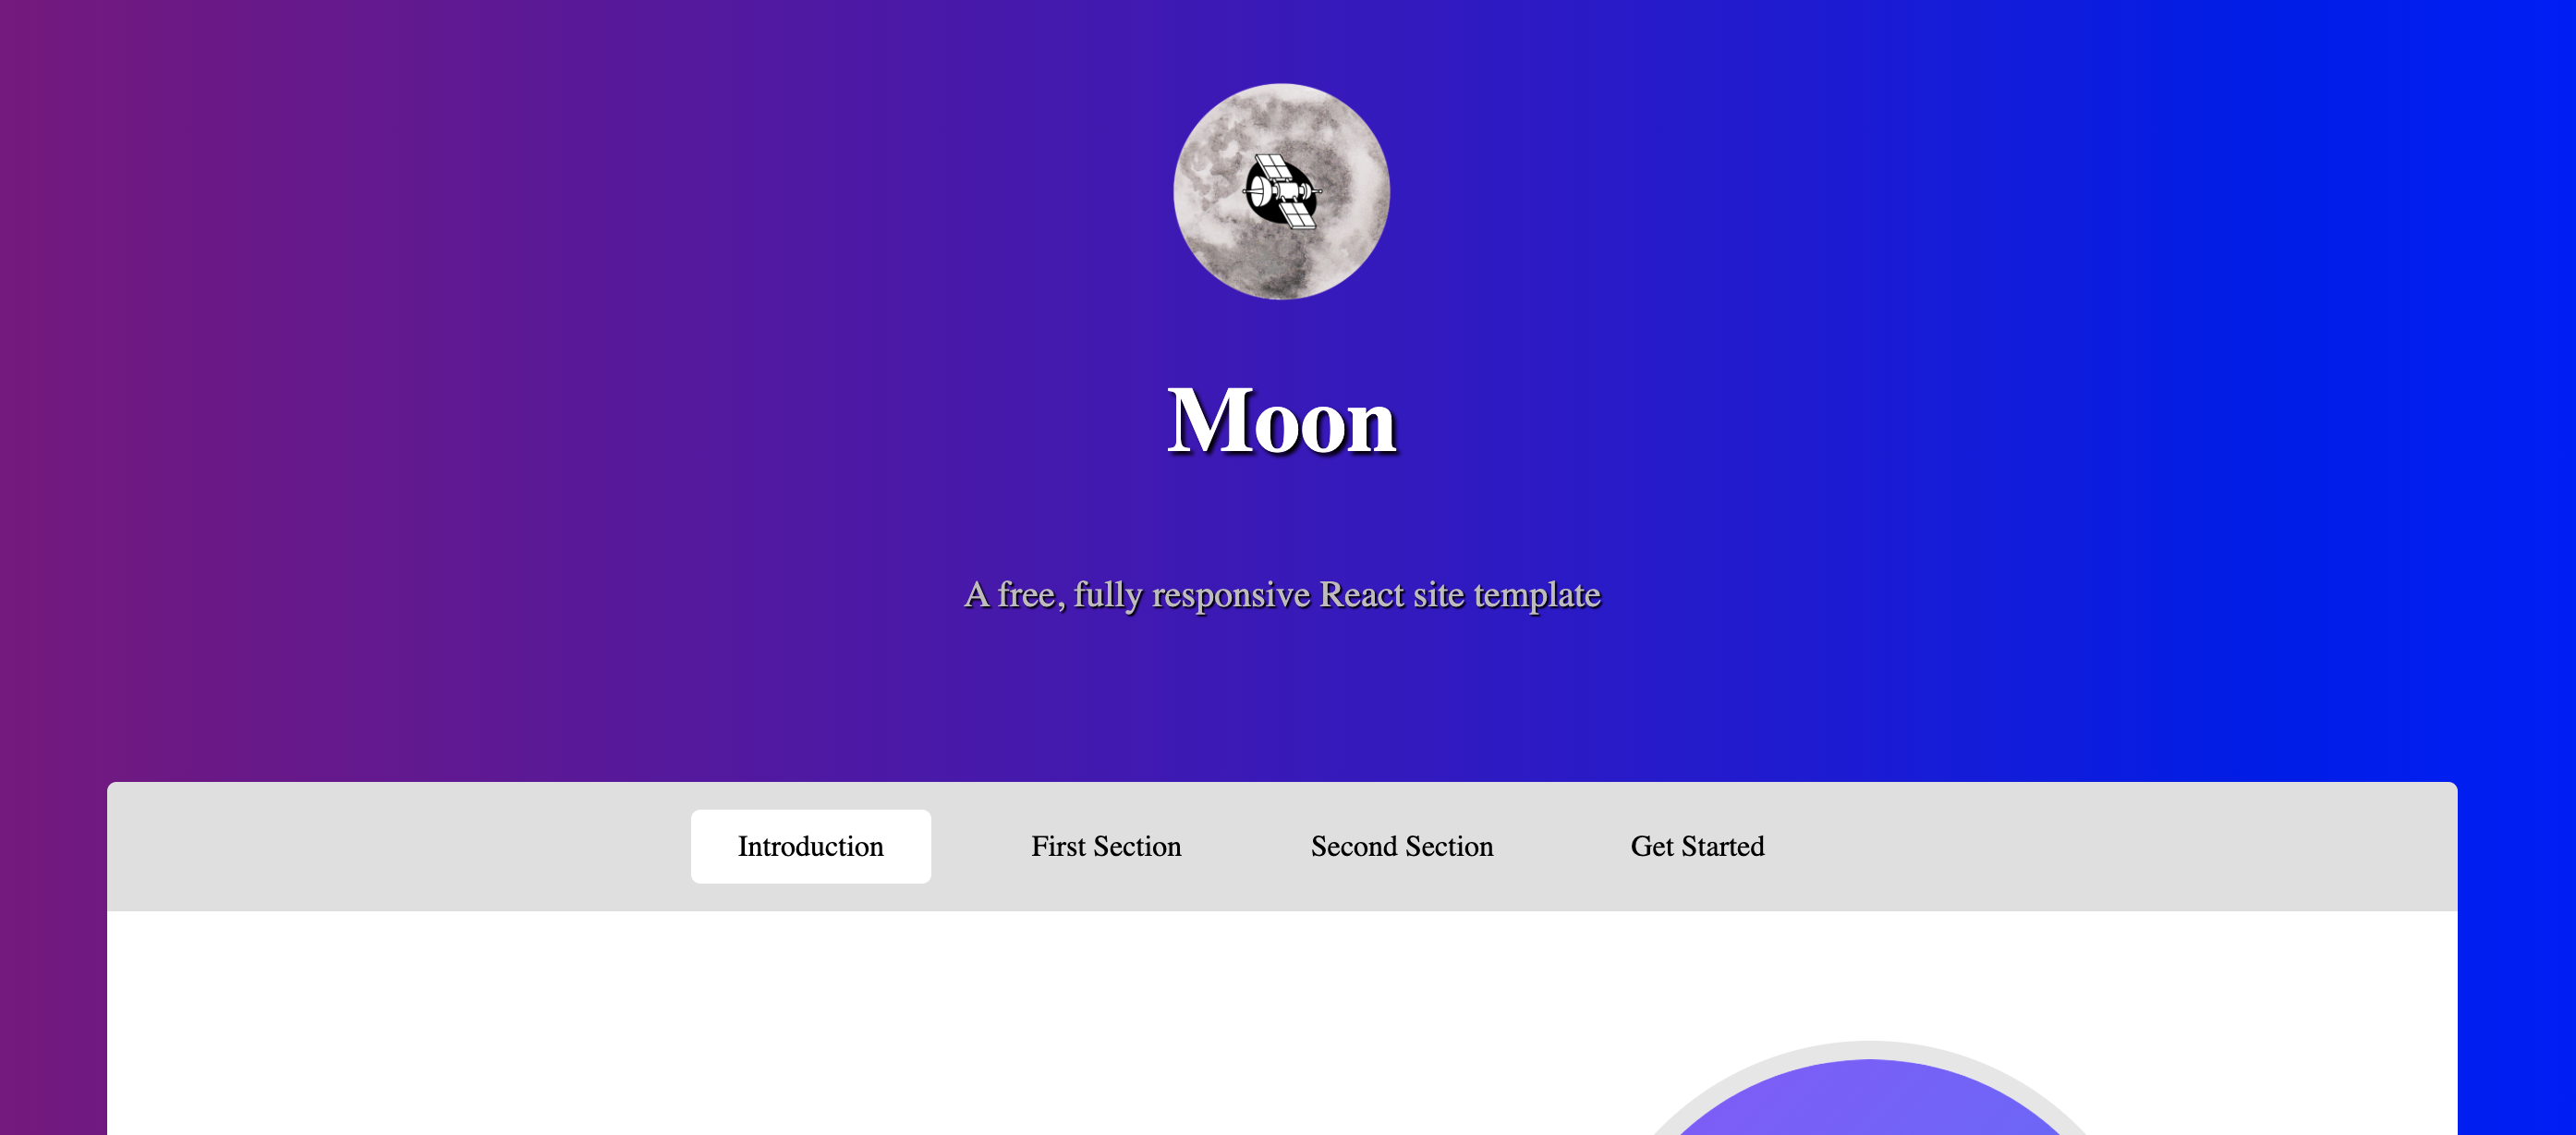 Moon
A free, fully responsive React site template
Introduction First Section Second Section Get Started